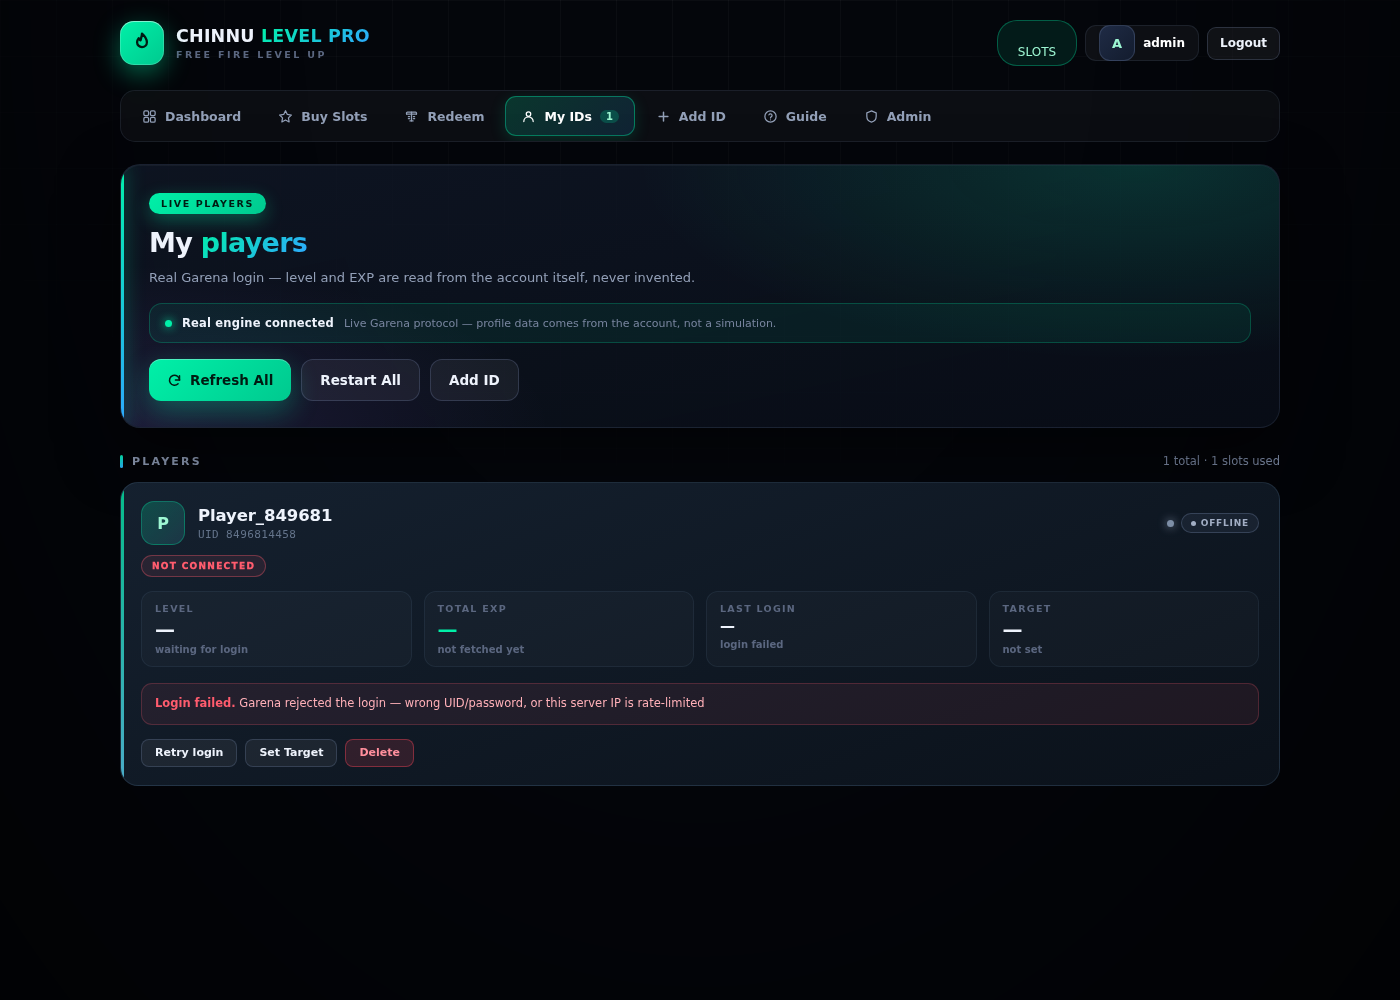 CHINNU LEVEL PRO
FREE FIRE LEVEL UP
SLOTS
A admin
Logout
Dashboard
Buy Slots
Redeem
My IDs 1
Add ID
Guide
Admin
LIVE PLAYERS
My players
Real Garena login — level and EXP are read from the account itself, never invented.
Real engine connected Live Garena protocol — profile data comes from the account, not a simulation.
Refresh All
Restart All
Add ID
PLAYERS
1 total · 1 slots used
P
Player_849681
UID 8496814458
OFFLINE
NOT CONNECTED
LEVEL
—
waiting for login
TOTAL EXP
—
not fetched yet
LAST LOGIN
—
login failed
TARGET
—
not set
Login failed. Garena rejected the login — wrong UID/password, or this server IP is rate-limited
Retry login
Set Target
Delete